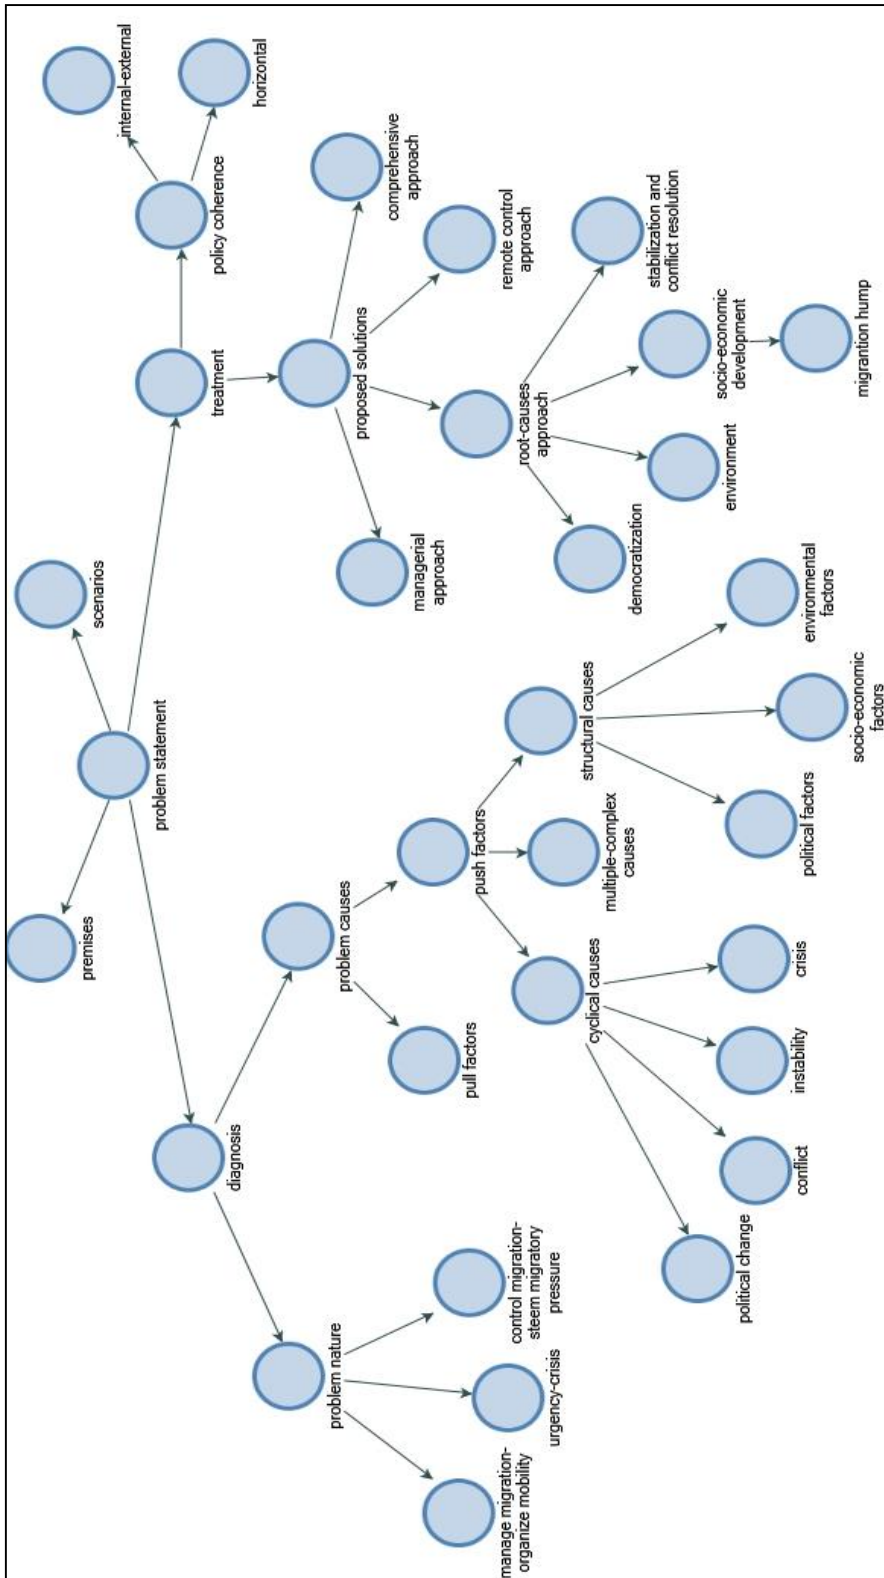 premises
scenarios
problem statement
diagnosis
treatment
policy coherence
internal-external
horizontal
problem nature
manage migration-
organize mobility
urgency-crisis
control migration-
steem migratory
pressure
problem causes
pull factors
push factors
cyclical causes
political change
conflict
instability
crisis
multiple-complex
causes
structural causes
political factors
socio-economic
factors
environmental
factors
proposed solutions
managerial
approach
root-causes
approach
remote control
approach
comprehensive
approach
democratization
environment
socio-economic
development
stabilization and
conflict resolution
migrantion hump